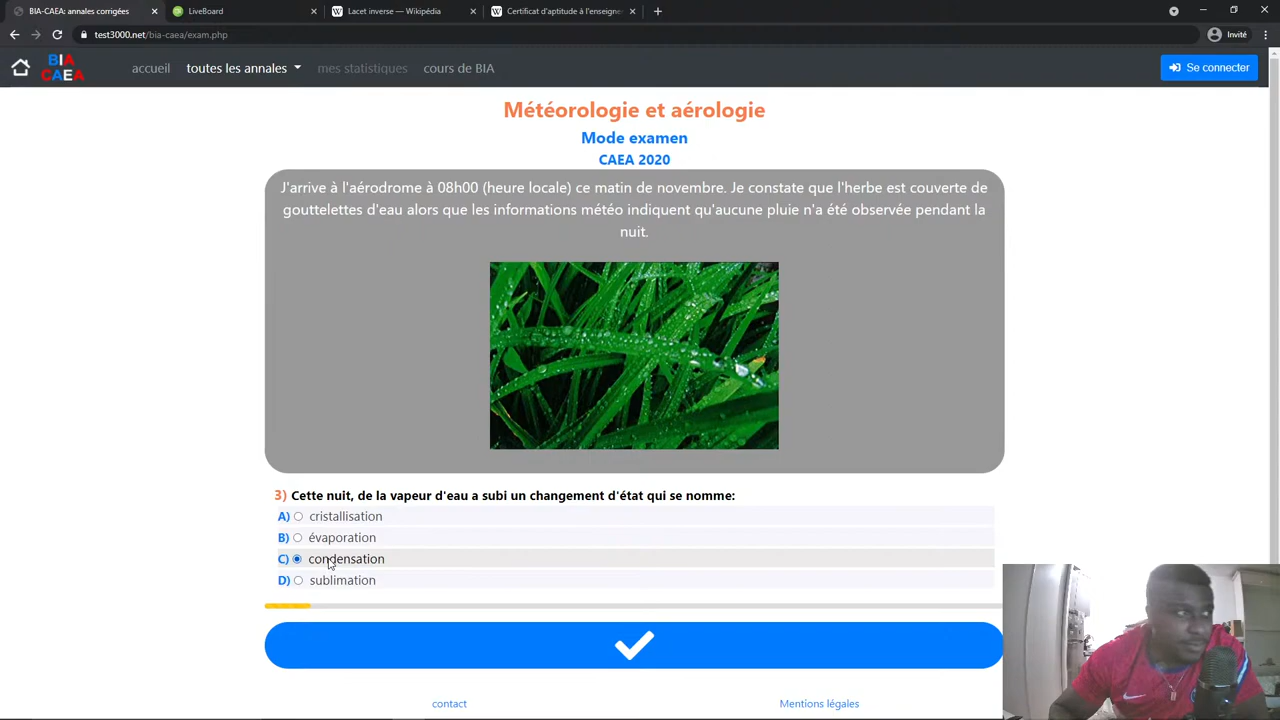 BIA-CAEA: annales corrigées
LiveBoard
Lacet inverse — Wikipédia
Certificat d'aptitude à l'enseigne
test3000.net/bia-caea/exam.php
Invité
BIA
CAEA
accueil
toutes les annales
mes statistiques
cours de BIA
Se connecter
Météorologie et aérologie
Mode examen
CAEA 2020
J'arrive à l'aérodrome à 08h00 (heure locale) ce matin de novembre. Je constate que l'herbe est couverte de
gouttelettes d'eau alors que les informations météo indiquent qu'aucune pluie n'a été observée pendant la
nuit.
3) Cette nuit, de la vapeur d'eau a subi un changement d'état qui se nomme:
A) cristallisation
B) évaporation
C) condensation
D) sublimation
contact
Mentions légales